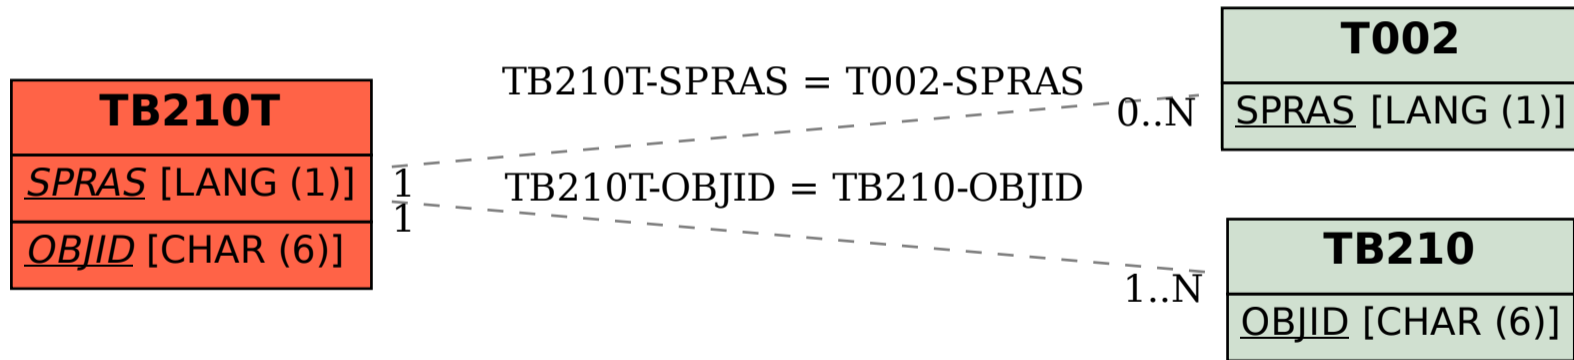 TB210T
SPRAS [LANG (1)]
OBJID [CHAR (6)]
TB210T-SPRAS = T002-SPRAS
0..N
1
TB210T-OBJID = TB210-OBJID
1
1..N
T002
SPRAS [LANG (1)]
TB210
OBJID [CHAR (6)]